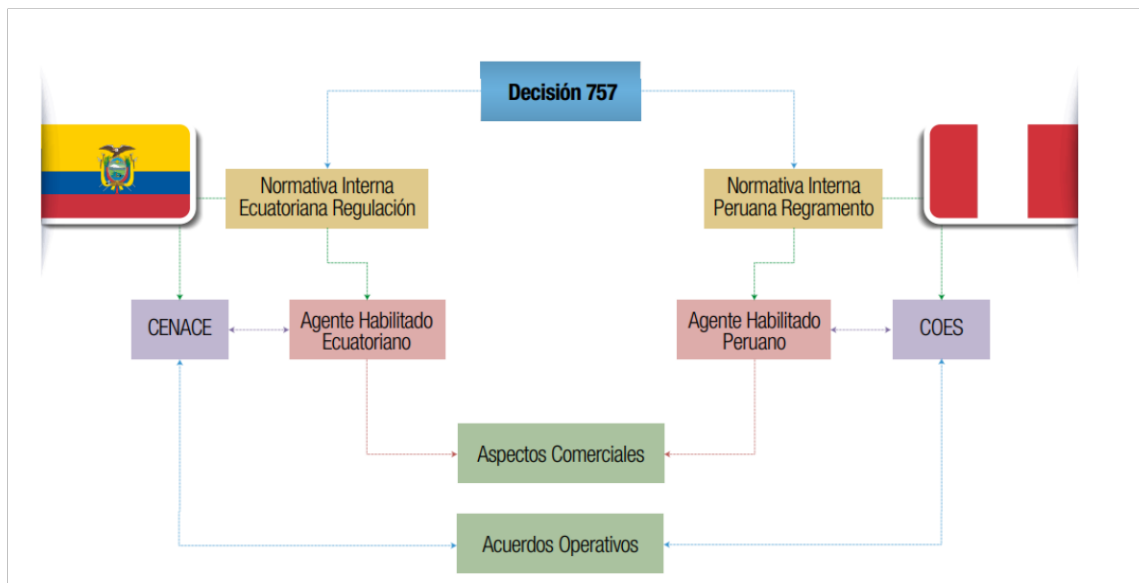 Decisión 757
Normativa Interna
Ecuatoriana Regulación
Normativa Interna
Peruana Regramento
CENACE
Agente Habilitado
Ecuatoriano
Agente Habilitado
Peruano
COES
Aspectos Comerciales
Acuerdos Operativos